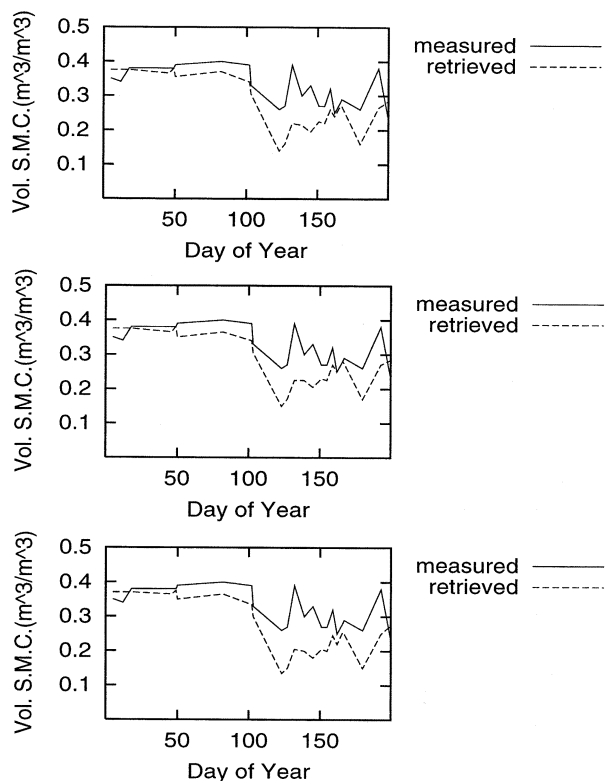 0.5
0.4
0.3
0.2
0.1
Vol. S.M.C.(m^3/m^3)
50
100
150
Day of Year
measured
retrieved
0.5
0.4
0.3
0.2
0.1
Vol. S.M.C.(m^3/m^3)
50
100
150
Day of Year
measured
retrieved
0.5
0.4
0.3
0.2
0.1
Vol. S.M.C.(m^3/m^3)
50
100
150
Day of Year
measured
retrieved